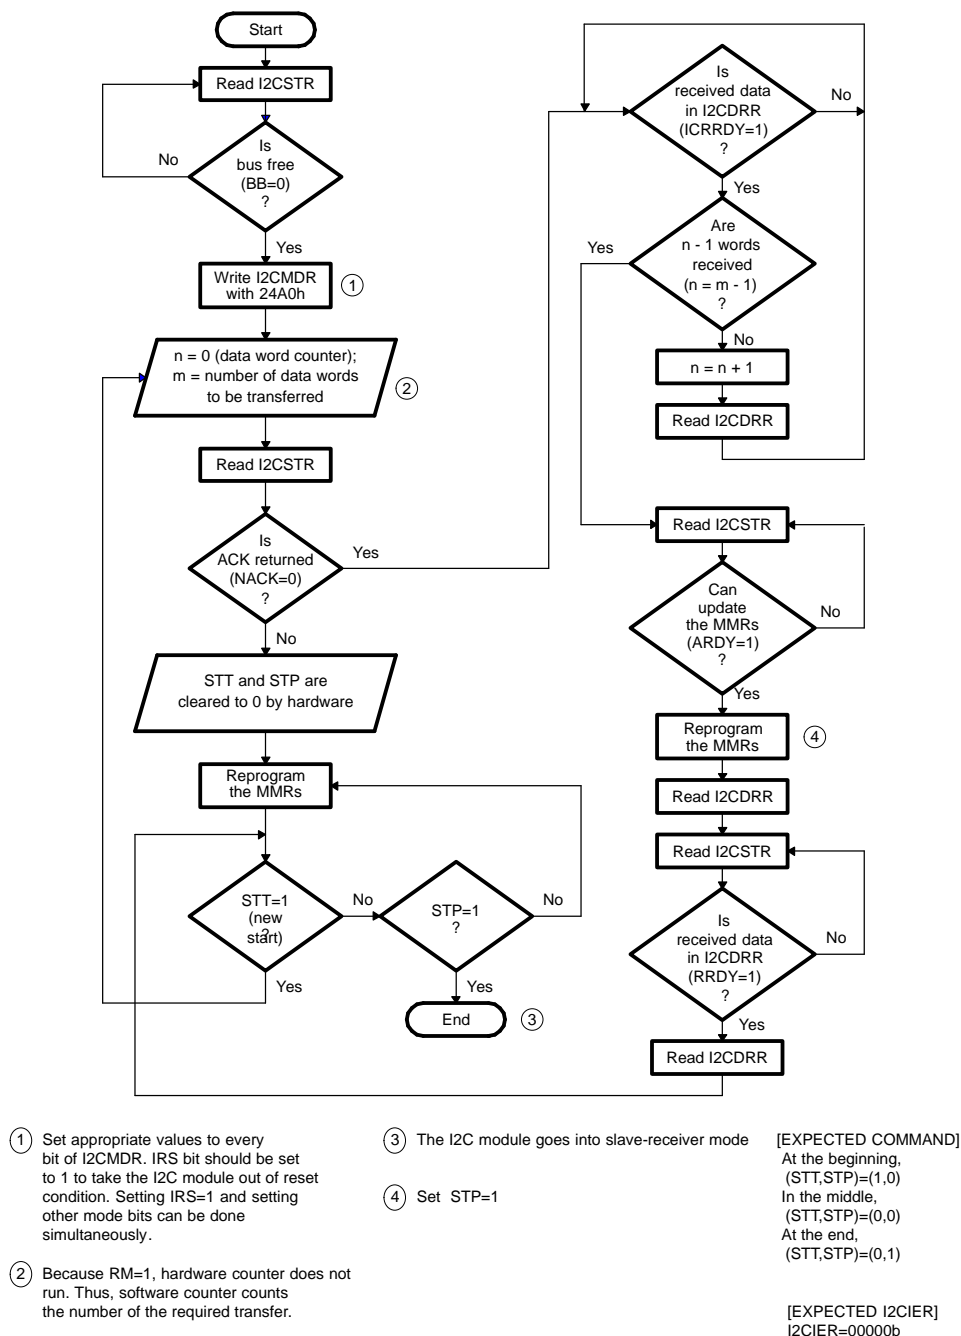 Start
Read I2CSTR
Is
bus free
(BB=0)
?
No
Yes
Write I2CMDR
with 24A0h
1
n = 0 (data word counter);
m = number of data words
to be transferred
2
Read I2CSTR
Is
ACK returned
(NACK=0)
?
Yes
No
STT and STP are
cleared to 0 by hardware
Reprogram
the MMRs
STT=1
(new
?
start)
No
Yes
STP=1
?
No
Yes
End
3
Is
received data
in I2CDRR
(ICRRDY=1)
?
No
Yes
Are
n - 1 words
received
(n = m - 1)
?
Yes
No
n = n + 1
Read I2CDRR
Read I2CSTR
Can
update
the MMRs
(ARDY=1)
?
No
Yes
Reprogram
the MMRs
4
Read I2CDRR
Read I2CSTR
Is
received data
in I2CDRR
(RRDY=1)
?
No
Yes
Read I2CDRR
1 Set appropriate values to every
bit of I2CMDR. IRS bit should be set
to 1 to take the I2C module out of reset
condition. Setting IRS=1 and setting
other mode bits can be done
simultaneously.
2 Because RM=1, hardware counter does not
run. Thus, software counter counts
the number of the required transfer.
3 The I2C module goes into slave-receiver mode
4 Set STP=1
[EXPECTED COMMAND]
At the beginning,
(STT,STP)=(1,0)
In the middle,
(STT,STP)=(0,0)
At the end,
(STT,STP)=(0,1)
[EXPECTED I2CIER]
I2CIER=00000b